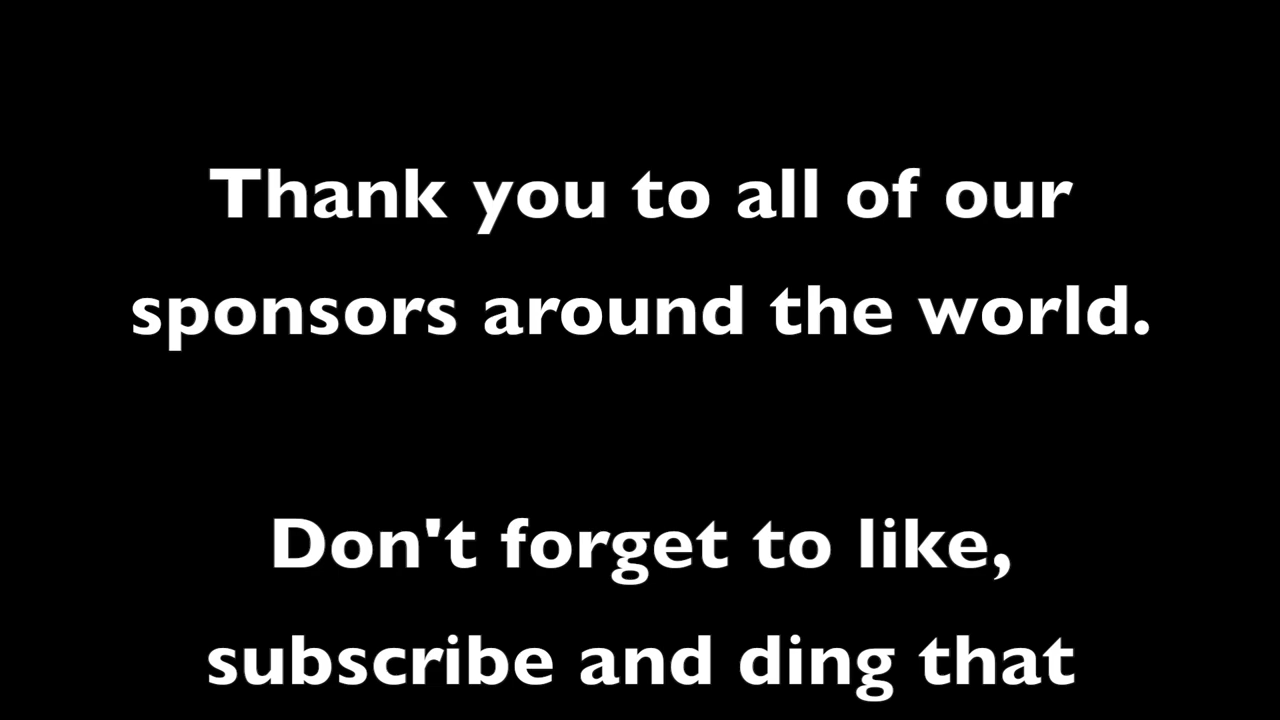 Thank you to all of our
sponsors around the world.
Don't forget to like,
subscribe and ding that